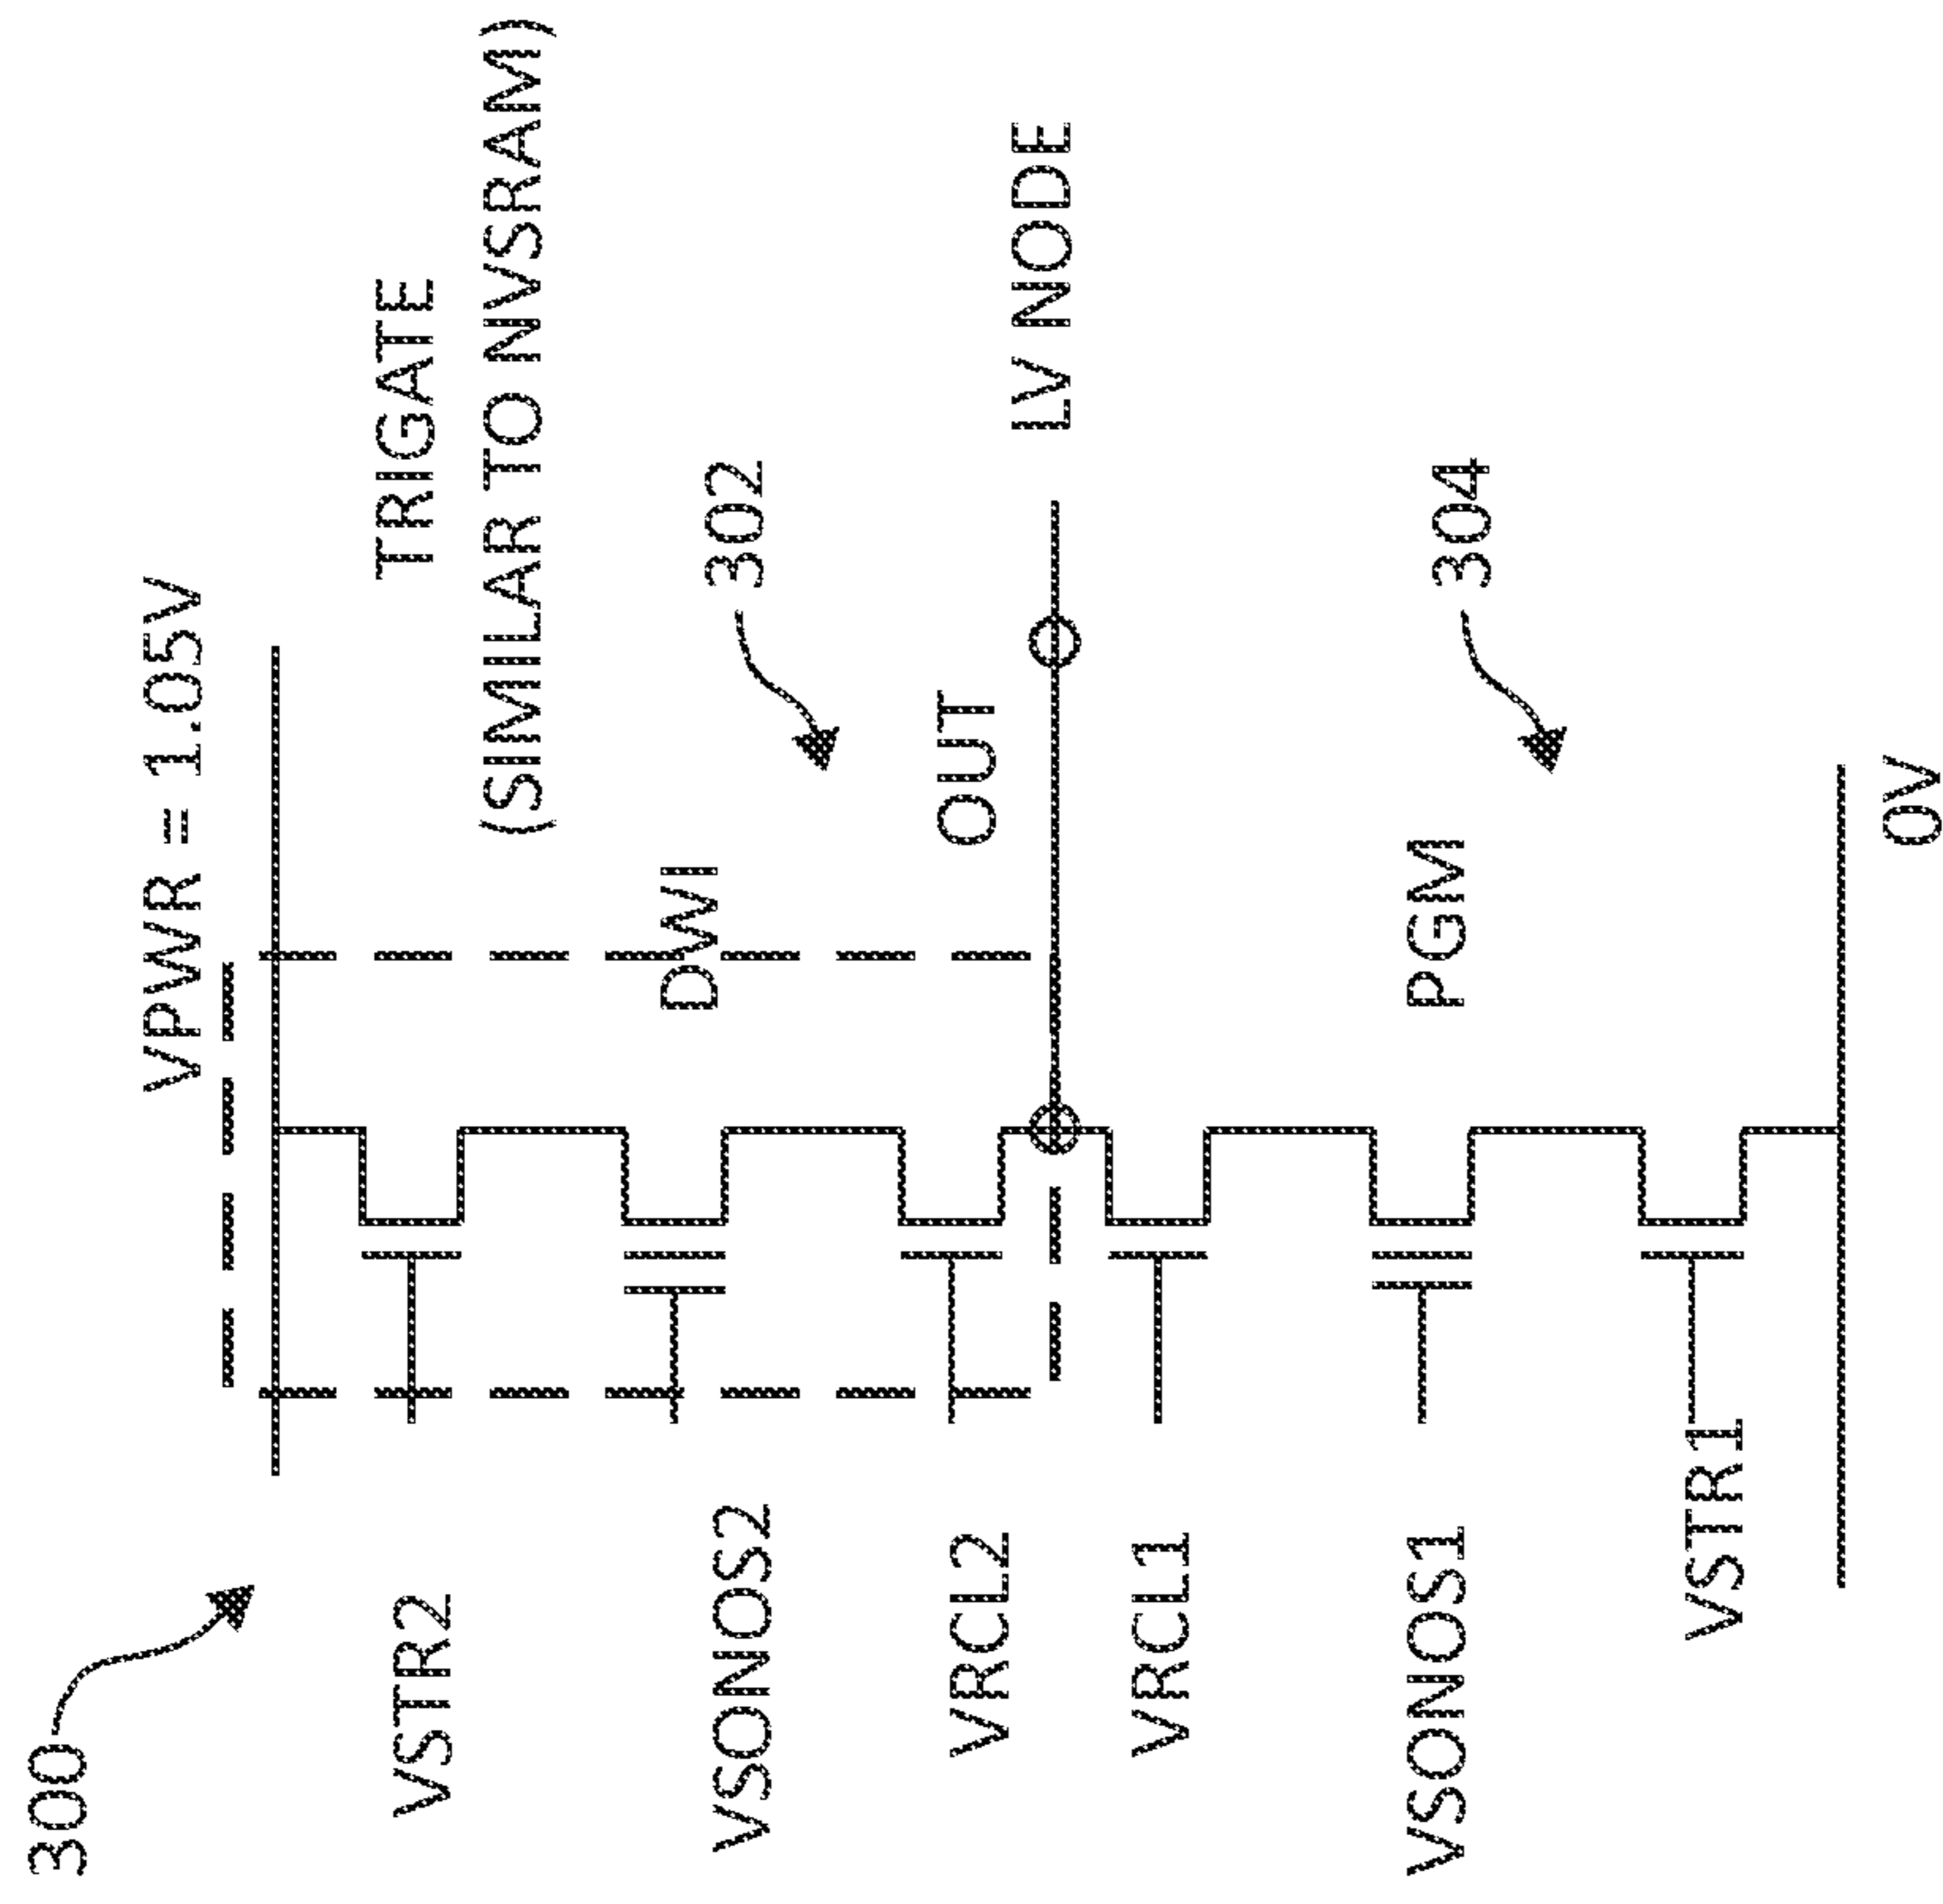 300
VPWR = 1.05V
TRIGATE
(SIMILAR TO NVSRAM)
VSTR2
VSONOS2
DWI
302
VRCL2
OUT
LV NODE
VRCL1
VSONOS1
PGM
304
VSTR1
0V